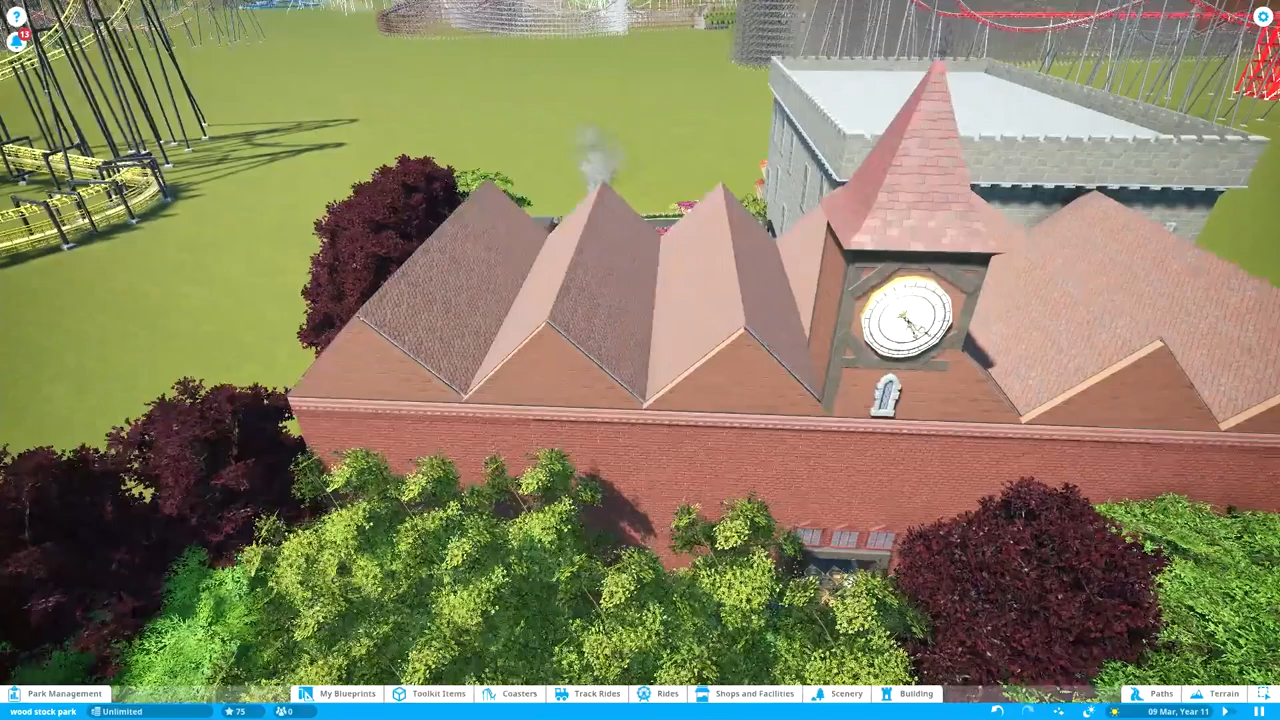 ?
13
Park Management
My Blueprints
Toolkit Items
Coasters
Track Rides
Rides
Shops and Facilities
Scenery
Building
Paths
Terrain
wood stock park
Unlimited
75
0
09 Mar, Year 11